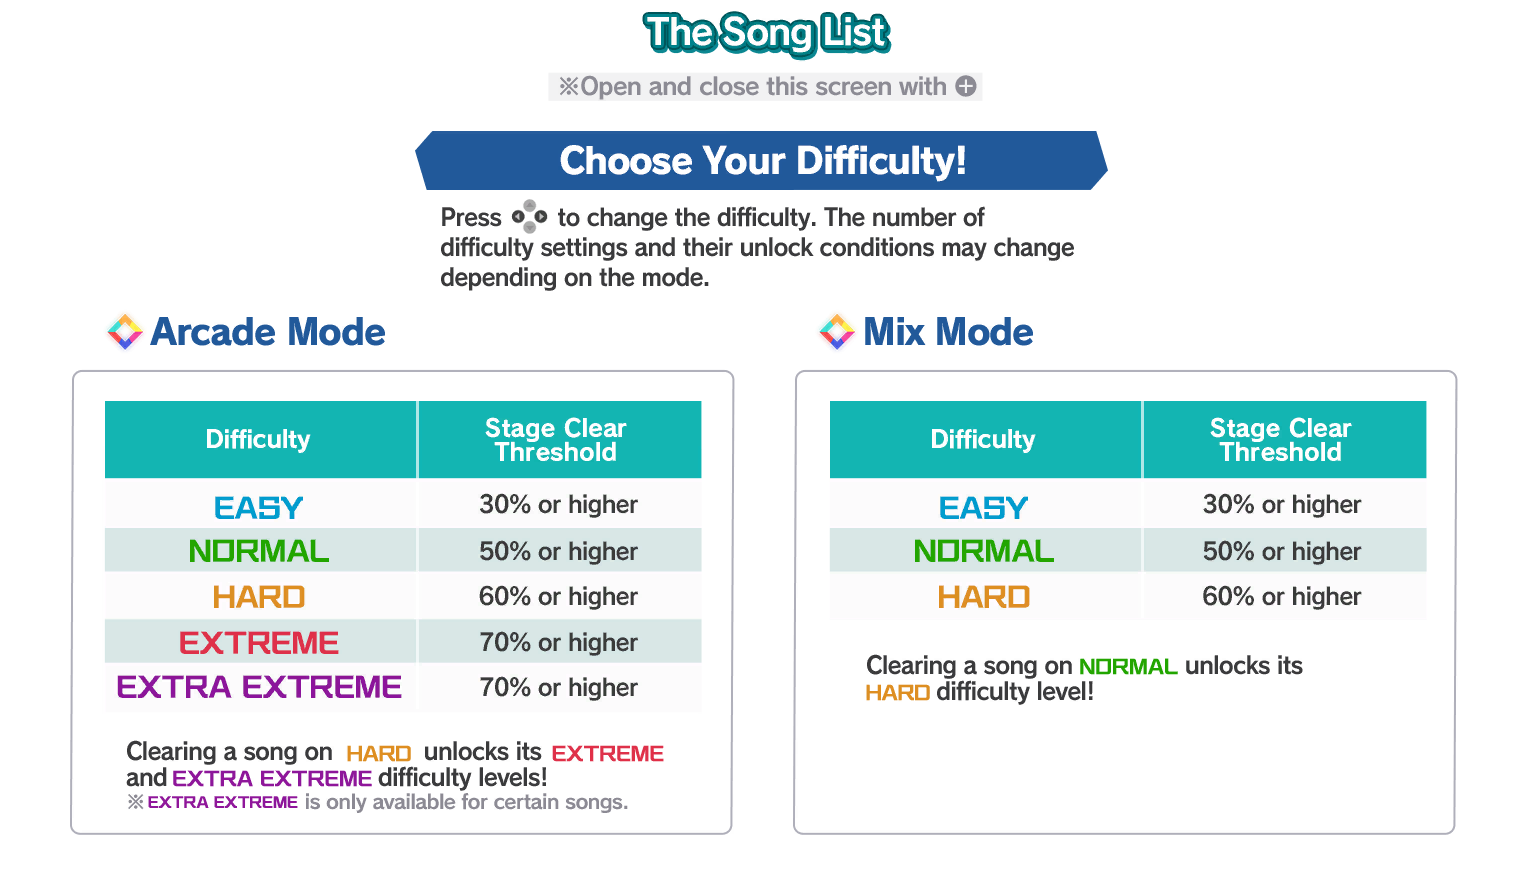 The Song List
※Open and close this screen with
Choose Your Difficulty!
Press to change the difficulty. The number of
difficulty settings and their unlock conditions may change
depending on the mode.
Arcade Mode
Difficulty
Stage Clear
Threshold
EASY
30% or higher
NORMAL
50% or higher
HARD
60% or higher
EXTREME
70% or higher
EXTRA EXTREME
70% or higher
Clearing a song on HARD unlocks its EXTREME
and EXTRA EXTREME difficulty levels!
※EXTRA EXTREME is only available for certain songs.
Mix Mode
Difficulty
Stage Clear
Threshold
EASY
30% or higher
NORMAL
50% or higher
HARD
60% or higher
Clearing a song on NORMAL unlocks its
HARD difficulty level!